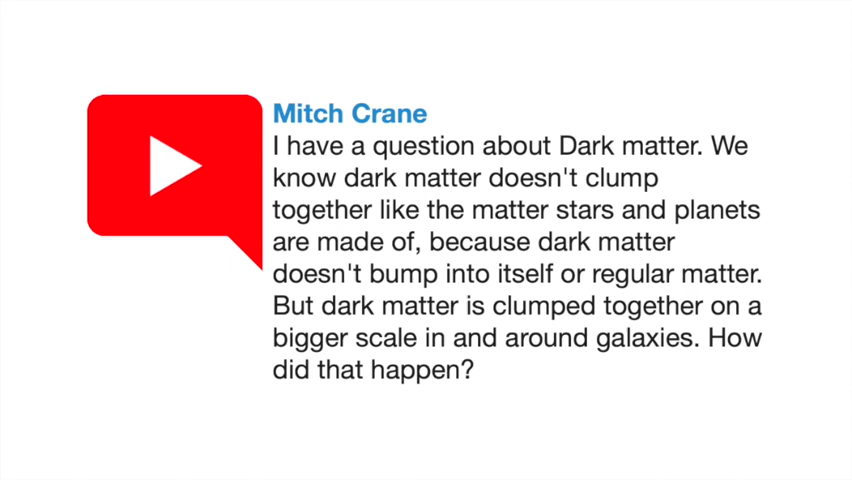 Mitch Crane
I have a question about Dark matter. We
know dark matter doesn't clump
together like the matter stars and planets
are made of, because dark matter
doesn't bump into itself or regular matter.
But dark matter is clumped together on a
bigger scale in and around galaxies. How
did that happen?